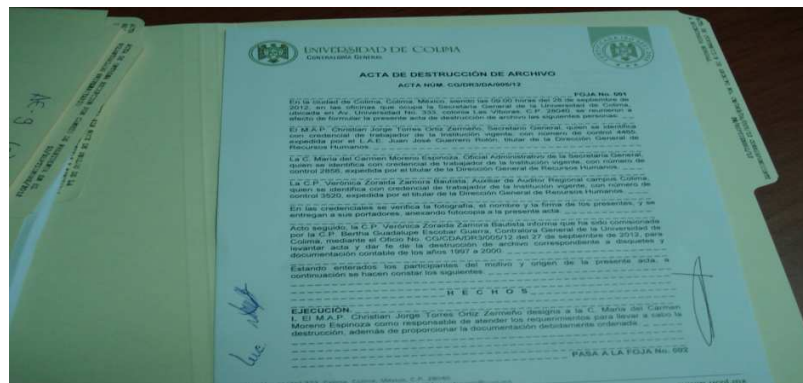 UNIVERSIDAD DE COLIMA
CONTRALORÍA GENERAL
ACTA DE DESTRUCCIÓN DE ARCHIVO
ACTA NÚM. CG/DR3/DA/005/12
FOJA No. 001
En la ciudad de Colima, Colima, México, siendo las 09:00 horas del 28 de septiembre de
2012, en las oficinas que ocupa la Secretaría General de la Universidad de Colima,
ubicada en Av. Universidad No. 333, colonia Las Víboras, C.P. 28040, se reunieron a
efecto de formular la presente acta de destrucción de archivo las siguientes personas:
El M.A.P. Christian Jorge Torres Ortiz Zermeño, Secretario General, quien se identifica
con credencial de trabajador de la Institución vigente, con número de control 4465,
expedida por el L.A.E. Juan José Guerrero Rolón, titular de Dirección General de
Recursos Humanos.
La C. María del Carmen Moreno Espinoza, Oficial Administrativo de la Secretaría General,
quien se identifica con credencial de trabajador de la Institución vigente, con número de
control 2858, expedida por el titular de la Dirección General de Recursos Humanos.
La C.P. Verónica Zoraida Zamora Bautista, Auxiliar de Auditor Regional campus Colima,
quien se identifica con credencial de trabajador de la Institución vigente, con número de
control 3520, expedida por el titular de la Dirección General de Recursos Humanos.
En las credenciales se verifica la fotografía, el nombre y la firma de los presentes, y se
entregan a sus portadores, anexando fotocopia a la presente acta.
Acto seguido, la C.P. Verónica Zoraida Zamora Bautista informa que ha sido comisionada
por la C.P. Bertha Guadalupe Escobar Guerra, Contralora General de la Universidad de
Colima, mediante el Oficio No. CG/CDA/DR3/005/12 del 27 de septiembre de 2012, para
levantar acta y dar fe de la destrucción de archivo correspondiente a disquetes y
documentación contable de los años 1997 a 2000.
Estando enterados los participantes del motivo y origen de la presente acta, a
continuación se hacen constar los siguientes:
H E C H O S
EJECUCIÓN.
I. El M.A.P. Christian Jorge Torres Ortiz Zermeño designa a la C. María del Carmen
Moreno Espinoza como responsable de atender los requerimientos para llevar a cabo la
destrucción, además de proporcionar la documentación debidamente ordenada.
PASA A LA FOJA No. 002